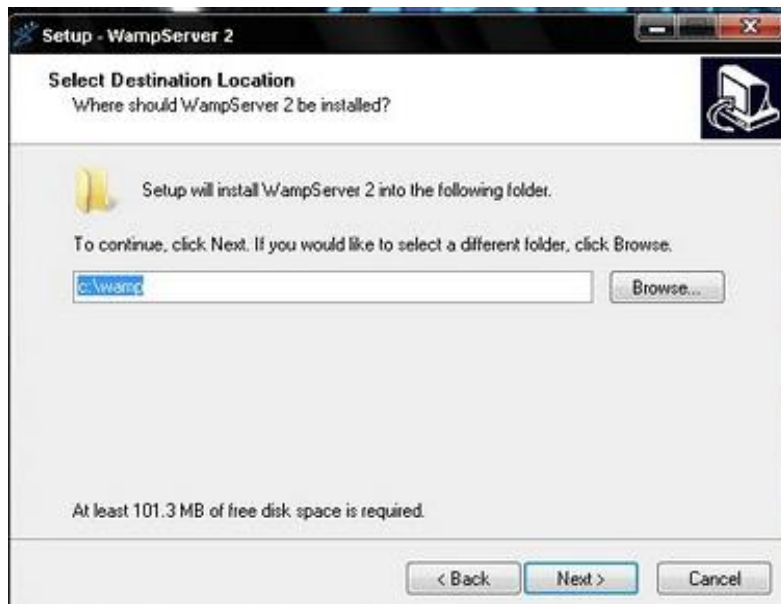 Setup - WampServer 2
Select Destination Location
Where should WampServer 2 be installed?
Setup will install WampServer 2 into the following folder.
To continue, click Next. If you would like to select a different folder, click Browse.
c:\wamp
Browse...
At least 101.3 MB of free disk space is required.
< Back
Next >
Cancel